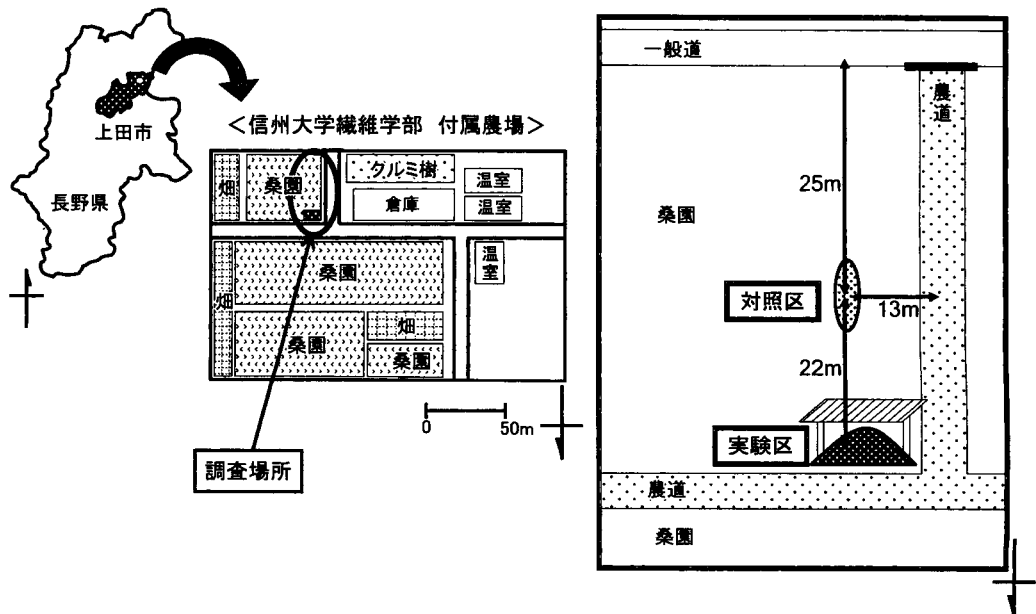 上田市
長野県
<信州大学繊維学部 付属農場>
畑
桑園
クルミ樹
倉庫
温室
温室
桑園
温室
畑
桑園
畑
桑園
0 50m
調査場所
一般道
農道
25m
桑園
対照区
13m
22m
実験区
農道
桑園